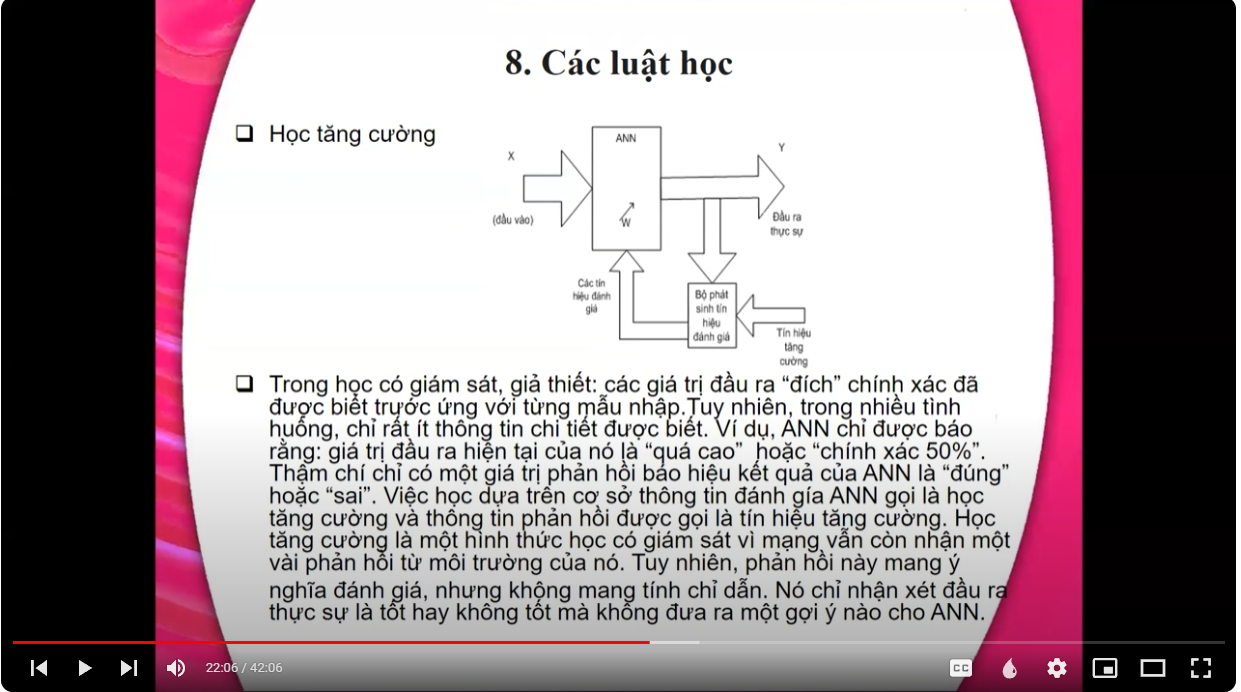 8. Các luật học
Học tăng cường
ANN
X
Y
W
(đầu vào)
Đầu ra
thực sự
Các tín
hiệu đánh
giá
Bộ phát
sinh tín
hiệu
đánh giá
Tín hiệu
tăng
cường
Trong học có giám sát, giả thiết: các giá trị đầu ra “đích” chính xác đã
được biết trước ứng với từng mẫu nhập.Tuy nhiên, trong nhiều tình
huống, chỉ rất ít thông tin chi tiết được biết. Ví dụ, ANN chỉ được báo
rằng: giá trị đầu ra hiện tại của nó là “quá cao” hoặc “chính xác 50%”.
Thậm chí chỉ có một giá trị phản hồi báo hiệu kết quả của ANN là “đúng”
hoặc “sai”. Việc học dựa trên cơ sở thông tin đánh gía ANN gọi là học
tăng cường và thông tin phản hồi được gọi là tín hiệu tăng cường. Học
tăng cường là một hình thức học có giám sát vì mạng vẫn còn nhận một
vài phản hồi từ môi trường của nó. Tuy nhiên, phản hồi này mang ý
nghĩa đánh giá, nhưng không mang tính chỉ dẫn. Nó chỉ nhận xét đầu ra
thực sự là tốt hay không tốt mà không đưa ra một gợi ý nào cho ANN.
22:06 / 42:06
CC